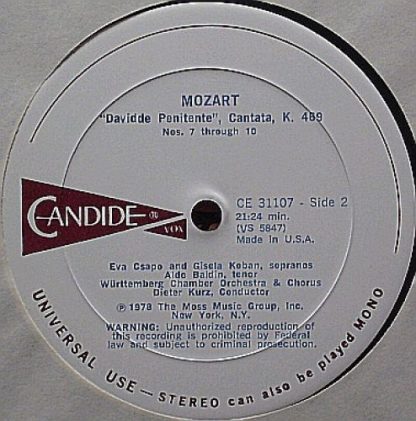 MOZART
"Davidde Penitente", Cantata, K. 469
Nos. 7 through 10
CANDIDE
VOX
CE 31107 - Side 2
21:24 min.
(VS 5847)
Made in U.S.A.
Eva Csapo and Gisela Koban, sopranos
Aldo Baldin, tenor
Württemberg Chamber Orchestra & Chorus
Dieter Kurz, Conductor
℗ 1978 The Moss Music Group, Inc.
New York, N.Y.
WARNING: Unauthorized reproduction of
this recording is prohibited by Federal
law and subject to criminal prosecution.
UNIVERSAL USE — STEREO can also be played MONO